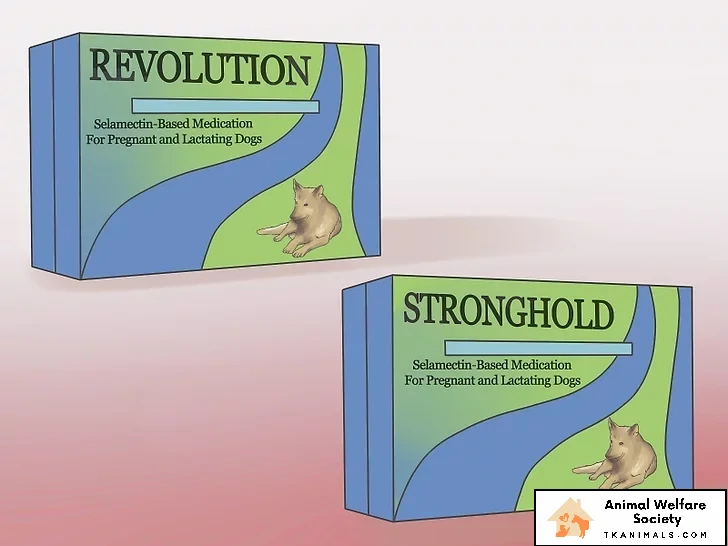 REVOLUTION
Selamectin-Based Medication
For Pregnant and Lactating Dogs
STRONGHOLD
Selamectin-Based Medication
For Pregnant and Lactating Dogs
Animal Welfare
Society
TKANIMALS.COM